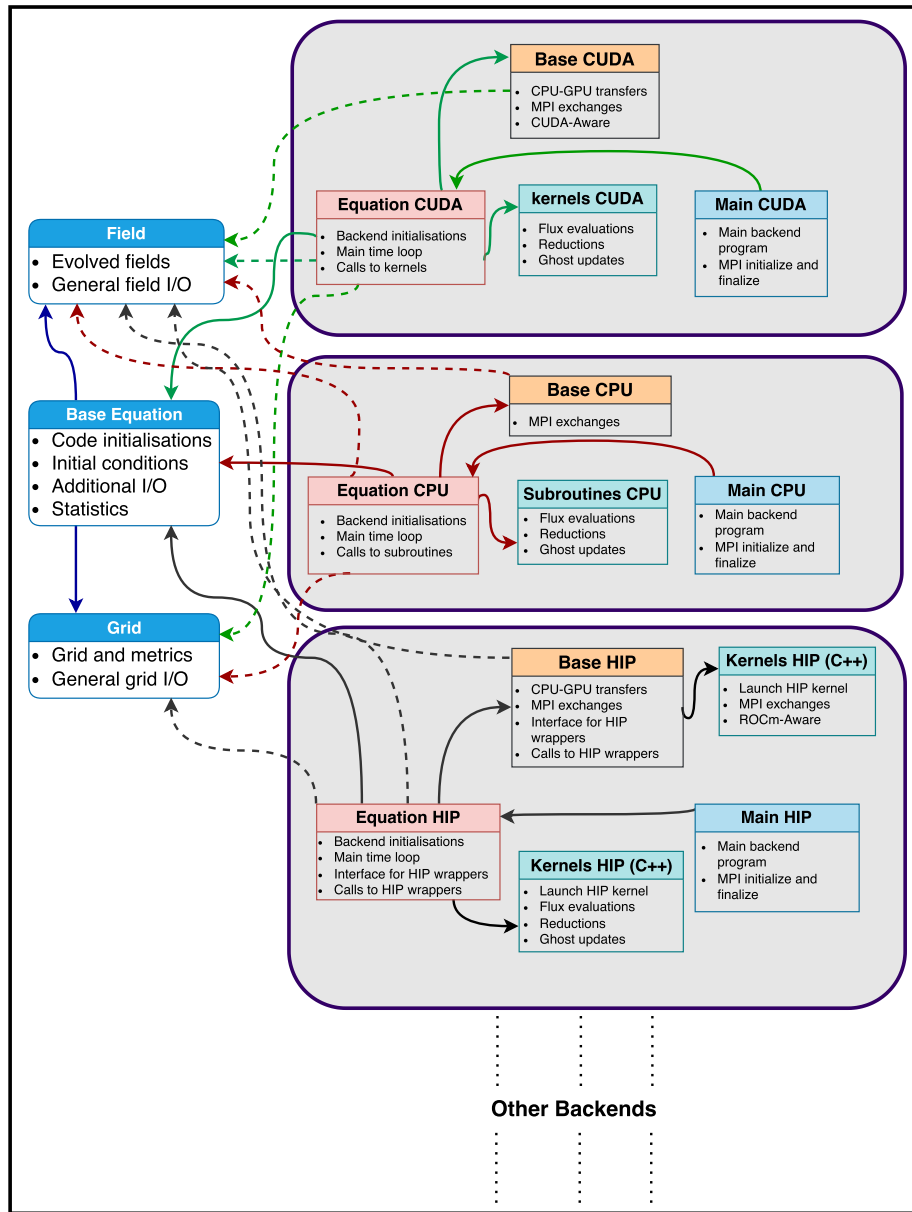 Base CUDA
• CPU-GPU transfers
• MPI exchanges
• CUDA-Aware
Equation CUDA
• Backend initialisations
• Main time loop
• Calls to kernels
kernels CUDA
• Flux evaluations
• Reductions
• Ghost updates
Main CUDA
• Main backend
program
• MPI initialize and
finalize
Field
• Evolved fields
• General field I/O
Base Equation
• Code initialisations
• Initial conditions
• Additional I/O
• Statistics
Grid
• Grid and metrics
• General grid I/O
Base CPU
• MPI exchanges
Equation CPU
• Backend initialisations
• Main time loop
• Calls to subroutines
Subroutines CPU
• Flux evaluations
• Reductions
• Ghost updates
Main CPU
• Main backend
program
• MPI initialize and
finalize
Base HIP
• CPU-GPU transfers
• MPI exchanges
• Interface for HIP
wrappers
• Calls to HIP wrappers
Kernels HIP (C++)
• Launch HIP kernel
• MPI exchanges
• ROCm-Aware
Equation HIP
• Backend initialisations
• Main time loop
• Interface for HIP wrappers
• Calls to HIP wrappers
Kernels HIP (C++)
• Launch HIP kernel
• Flux evaluations
• Reductions
• Ghost updates
Main HIP
• Main backend
program
• MPI initialize and
finalize
Other Backends